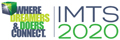 WHERE
DREAMERS
& DOERS
CONNECT.
IMTS
2020